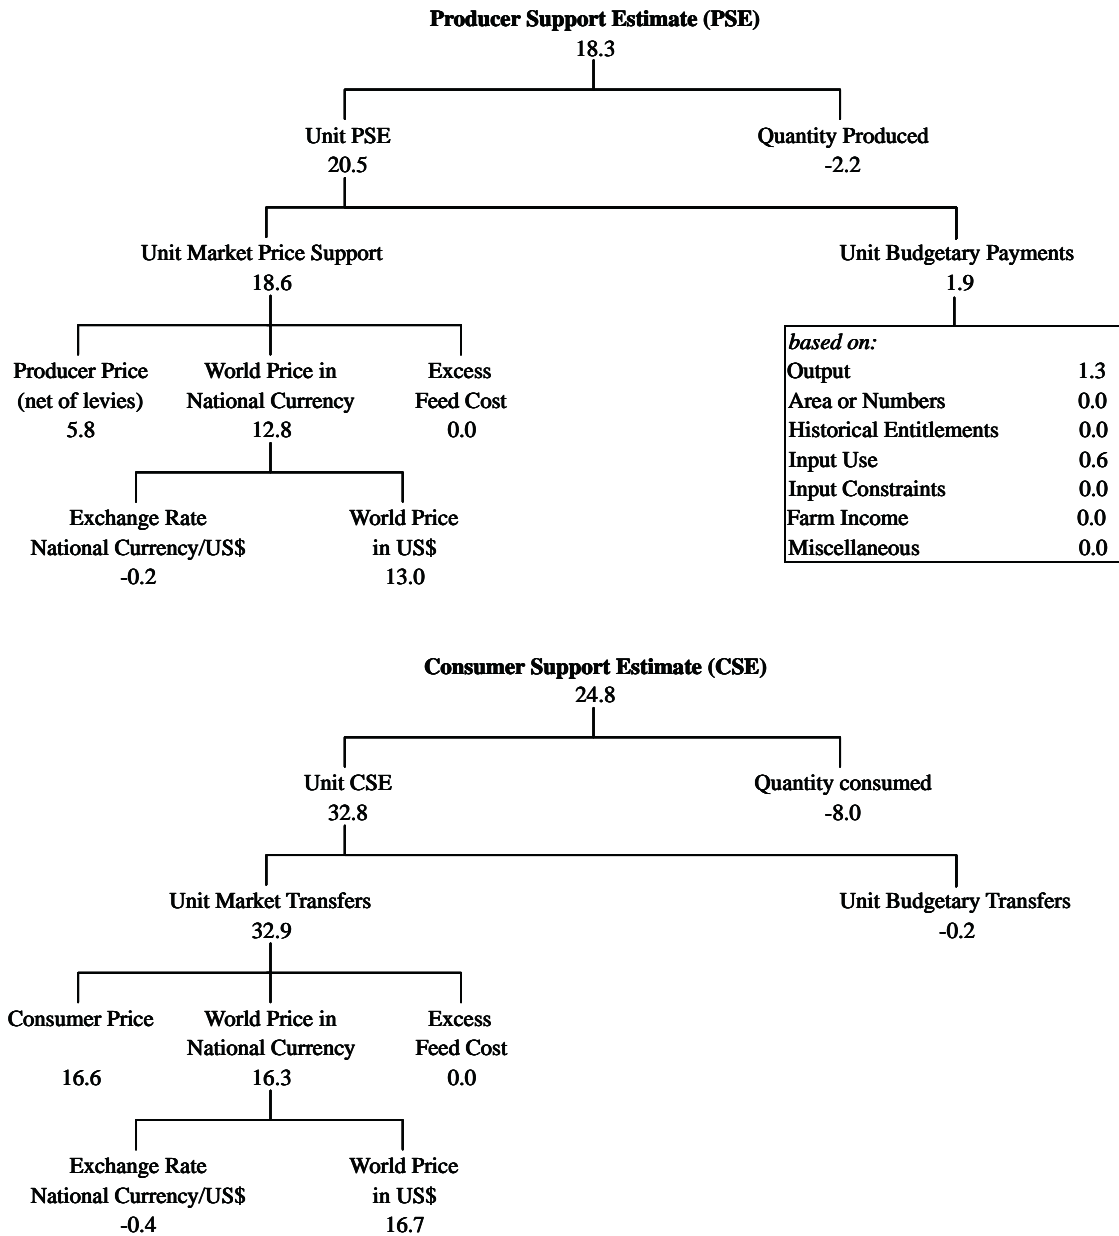 Producer Support Estimate (PSE)
18.3
Unit PSE
20.5
Quantity Produced
-2.2
Unit Market Price Support
18.6
Unit Budgetary Payments
1.9
based on:
Output 1.3
Area or Numbers 0.0
Historical Entitlements 0.0
Input Use 0.6
Input Constraints 0.0
Farm Income 0.0
Miscellaneous 0.0
Producer Price
(net of levies)
5.8
World Price in
National Currency
12.8
Excess
Feed Cost
0.0
Exchange Rate
National Currency/US$
-0.2
World Price
in US$
13.0
Consumer Support Estimate (CSE)
24.8
Unit CSE
32.8
Quantity consumed
-8.0
Unit Market Transfers
32.9
Unit Budgetary Transfers
-0.2
Consumer Price
16.6
World Price in
National Currency
16.3
Excess
Feed Cost
0.0
Exchange Rate
National Currency/US$
-0.4
World Price
in US$
16.7